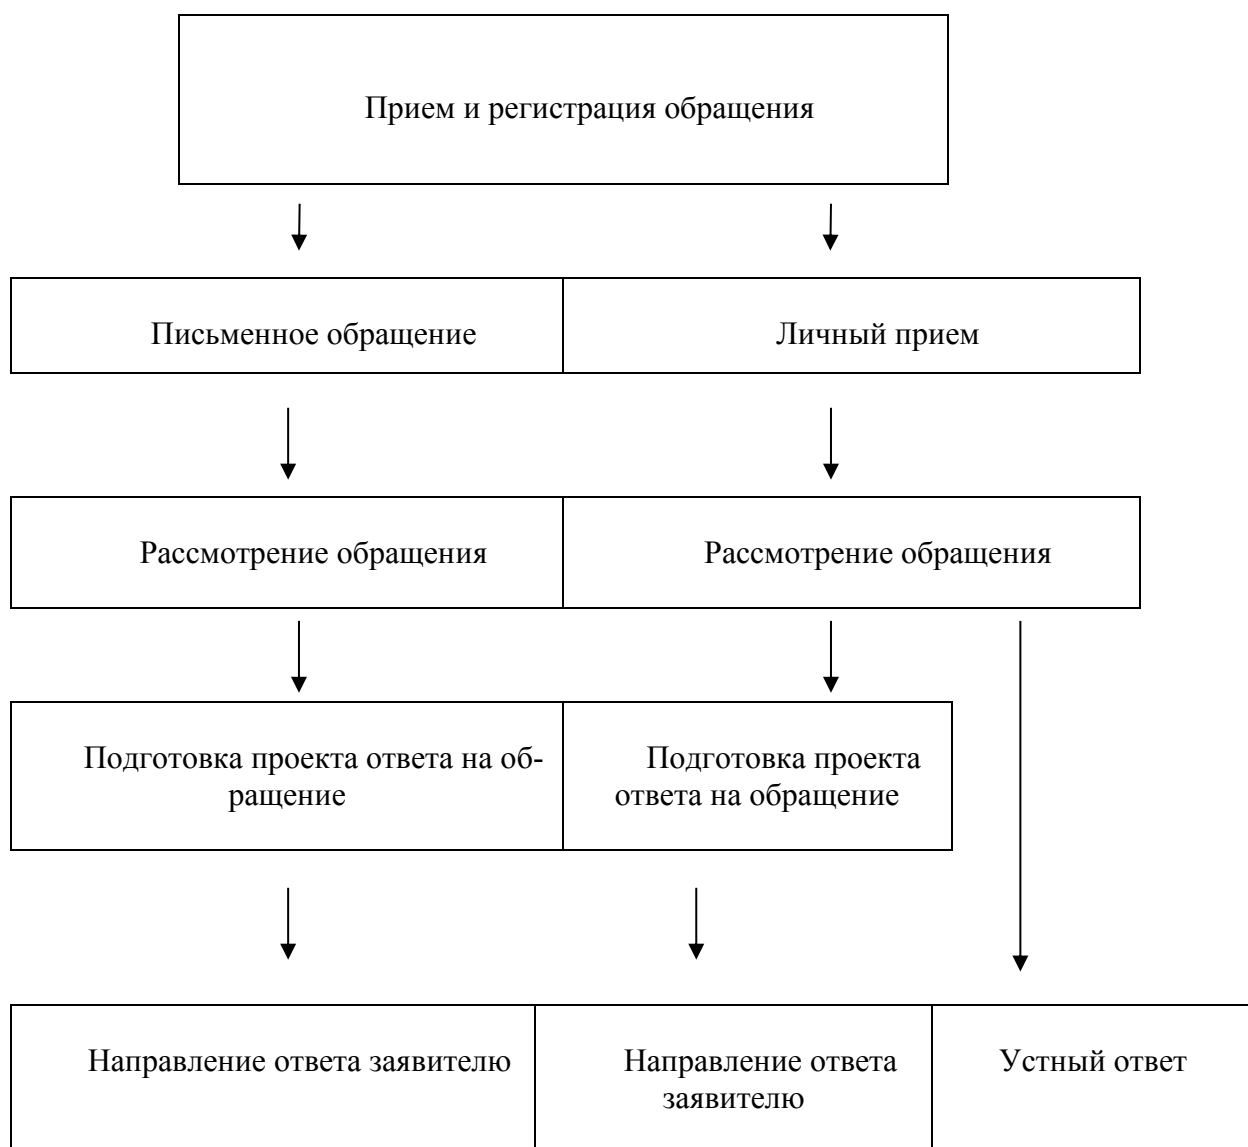 Прием и регистрация обращения
Письменное обращение
Личный прием
Рассмотрение обращения
Рассмотрение обращения
Подготовка проекта ответа на об-
ращение
Подготовка проекта
ответа на обращение
Направление ответа заявителю
Направление ответа
заявителю
Устный ответ